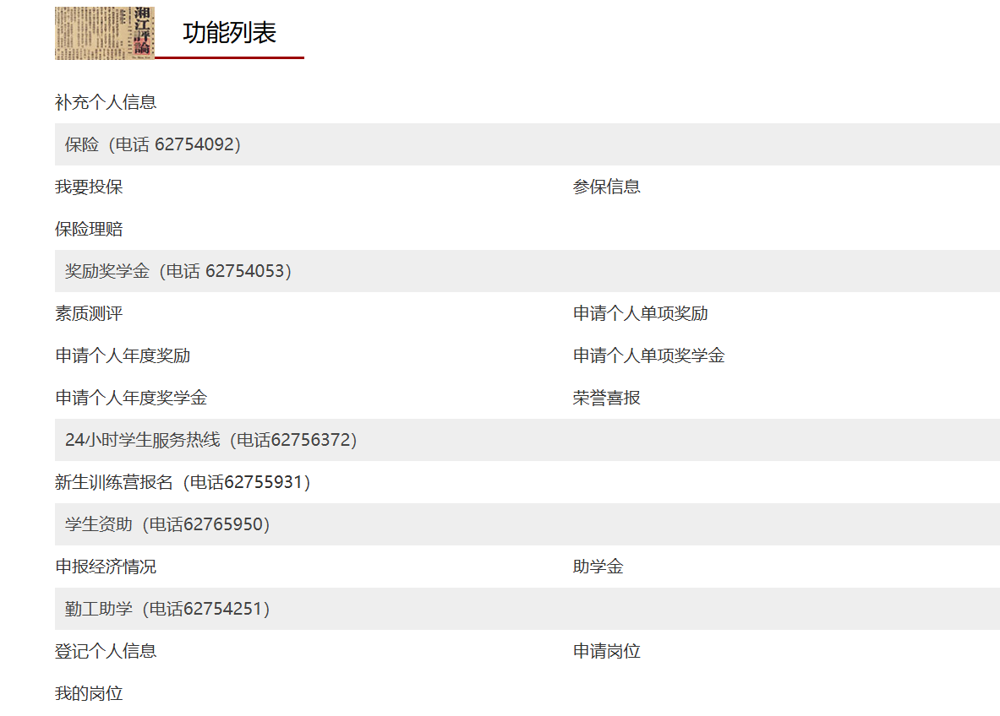 湘江評論
功能列表
补充个人信息
保险（电话 62754092）
我要投保 参保信息
保险理赔
奖励奖学金（电话 62754053）
素质测评 申请个人单项奖励
申请个人年度奖励 申请个人单项奖学金
申请个人年度奖学金 荣誉喜报
24小时学生服务热线（电话62756372）
新生训练营报名（电话62755931）
学生资助（电话62765950）
申报经济情况 助学金
勤工助学（电话62754251）
登记个人信息 申请岗位
我的岗位